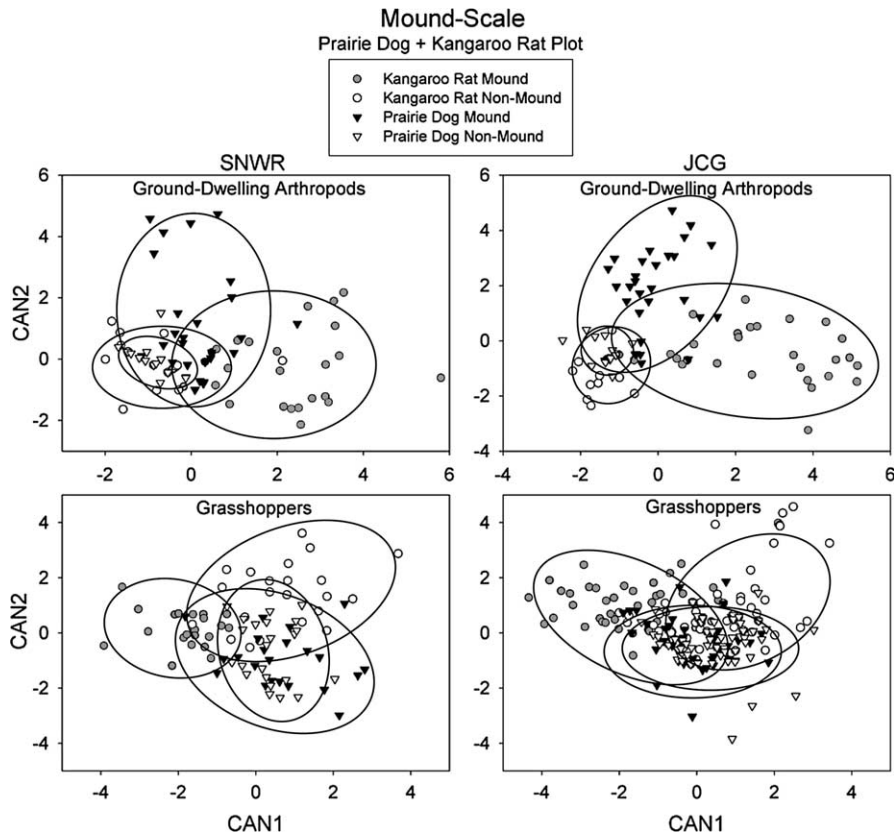 Mound-Scale
Prairie Dog + Kangaroo Rat Plot
Kangaroo Rat Mound
Kangaroo Rat Non-Mound
Prairie Dog Mound
Prairie Dog Non-Mound
SNWR
JCG
Ground-Dwelling Arthropods
Ground-Dwelling Arthropods
6
4
2
0
-2
CAN2
-2
0
2
4
6
6
4
2
0
-2
-4
-4
-2
0
2
4
6
Grasshoppers
Grasshoppers
4
2
0
-2
-4
CAN2
-4
-2
0
2
4
CAN1
4
2
0
-2
-4
-4
-2
0
2
4
CAN1